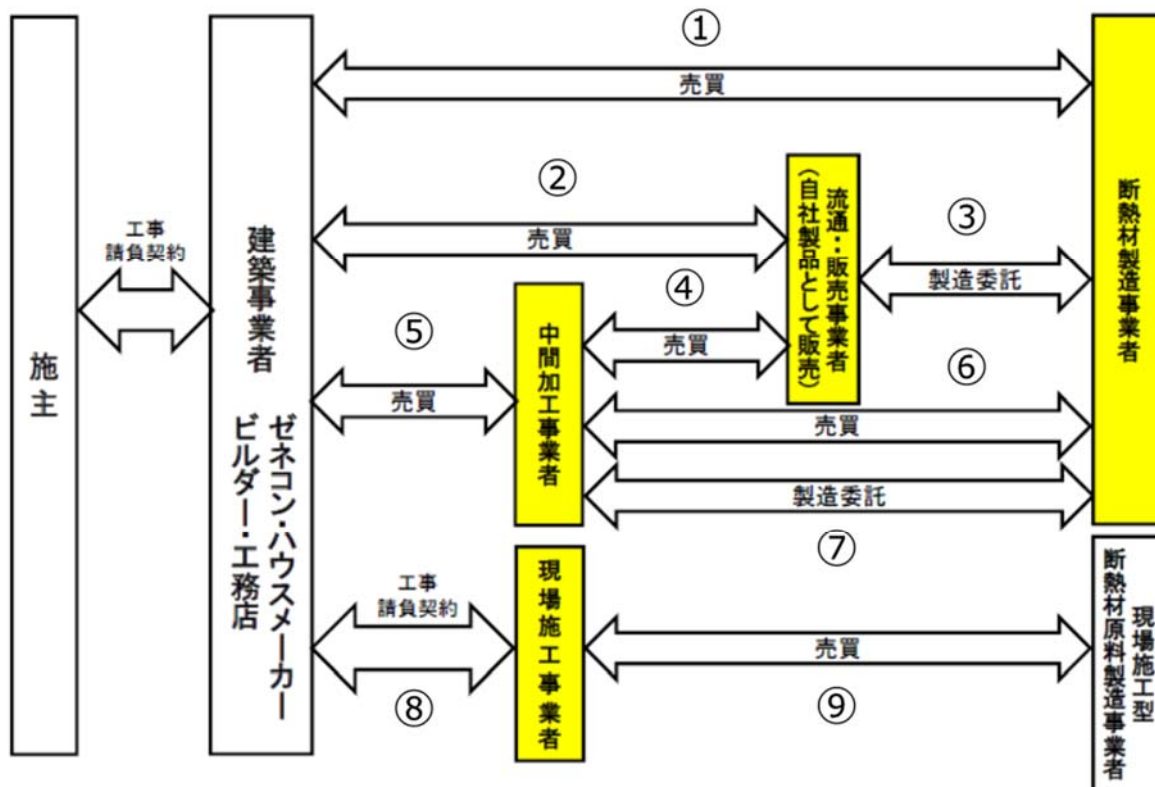 施主
工事
請負契約
建築事業者
ゼネコン・ハウスメーカー
ビルダー・工務店
①
売買
②
売買
流通・販売事業者
(自社製品として販売)
③
製造委託
断熱材製造事業者
④
売買
⑤
売買
中間加工事業者
⑥
売買
製造委託
⑦
工事
請負契約
⑧
現場施工事業者
売買
⑨
現場施工型
断熱材原料製造事業者